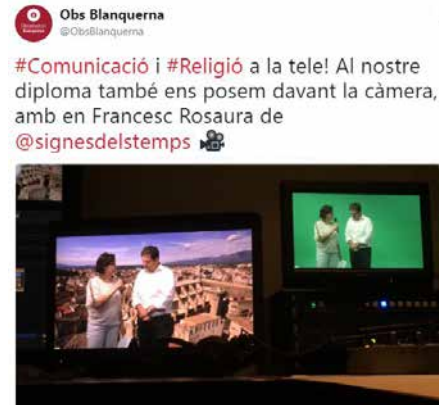 Obs Blanquerna
@ObsBlanquerna
#Comunicació i #Religió a la tele! Al nostre
diploma també ens posem davant la càmera,
amb en Francesc Rosaura de
@signesdelstemps